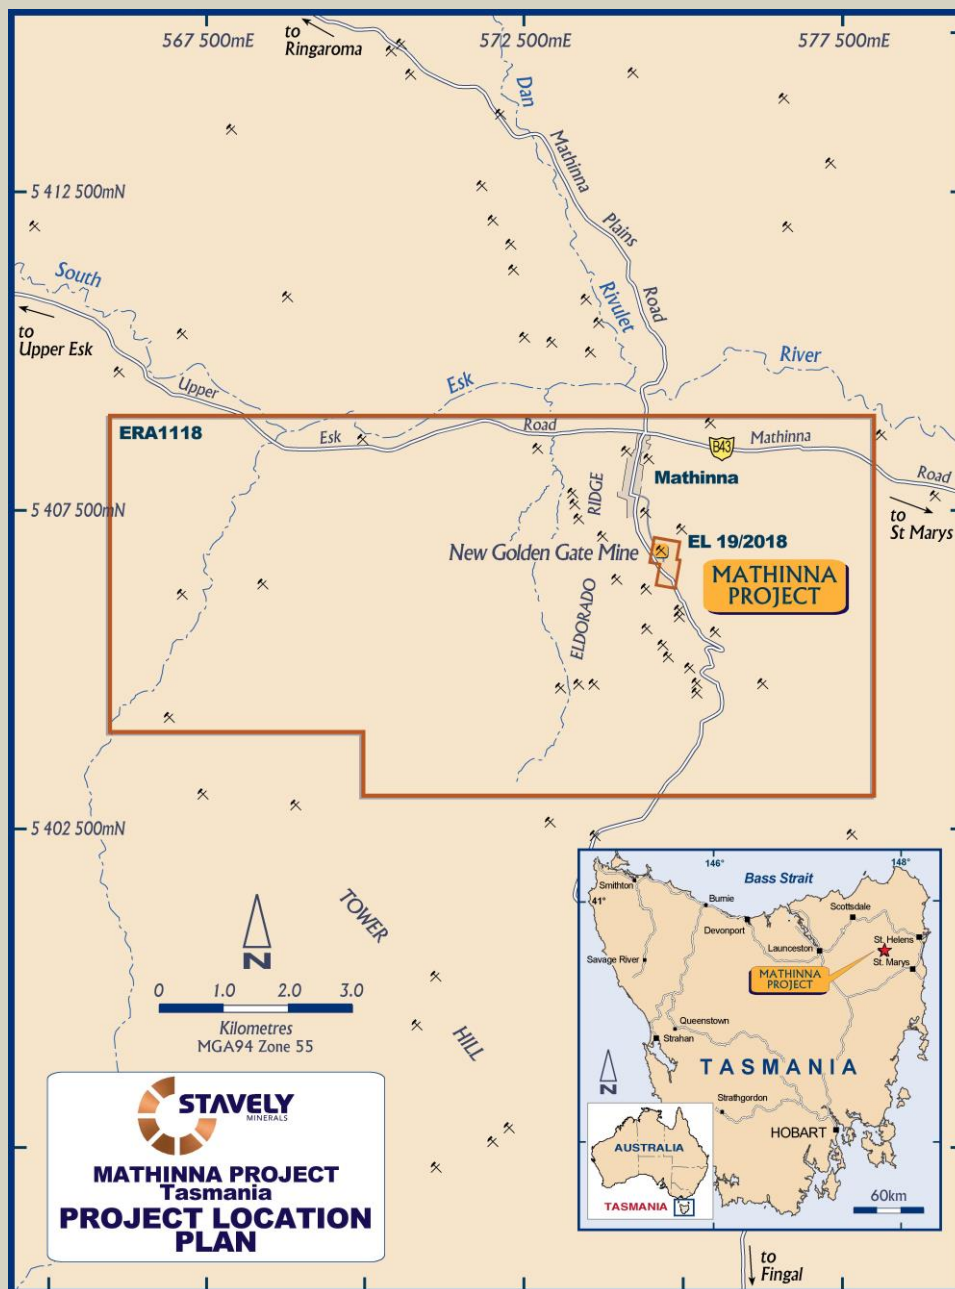 567 500mE
572 500mE
577 500mE
to
Ringaroma
Dan
Mathinna
Plains
Road
Rivulet
5 412 500mN
South
to
Upper Esk
Upper
Esk
River
ERA1118
Esk
Road
B43
Mathinna
Road
Mathinna
to
St Marys
5 407 500mN
RIDGE
EL 19/2018
New Golden Gate Mine
MATHINNA
PROJECT
ELDORADO
5 402 500mN
TOWER
HILL
N
0 1.0 2.0 3.0
Kilometres
MGA94 Zone 55
STAVELY
MINERALS
MATHINNA PROJECT
Tasmania
PROJECT LOCATION
PLAN
146°
148°
Bass Strait
41°
Smithton
Burnie
Devonport
Scottsdale
Launceston
St. Helens
St. Marys
Savage River
MATHINNA
PROJECT
Queenstown
Strahan
TASMANIA
N
Strathgordon
HOBART
AUSTRALIA
TASMANIA
60km
to
Fingal